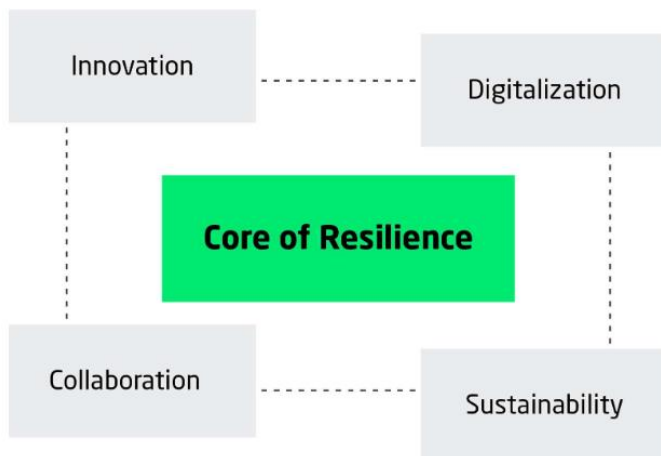 Innovation
Digitalization
Core of Resilience
Collaboration
Sustainability